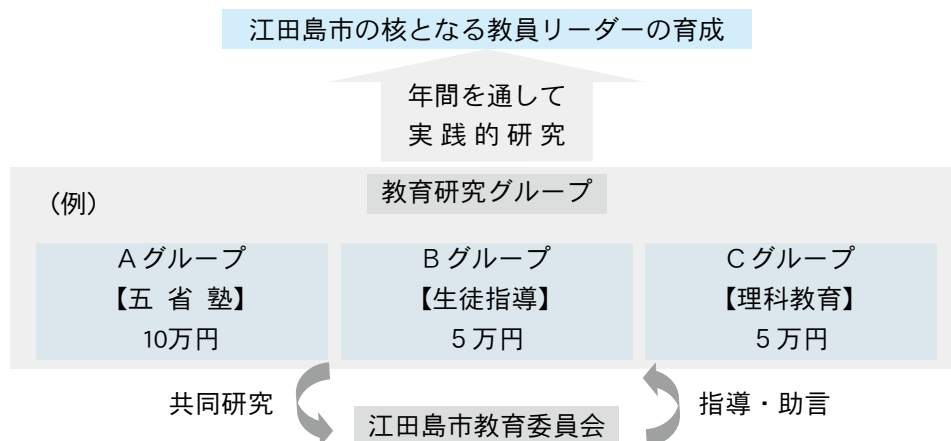 江田島市の核となる教員リーダーの育成
年間を通して
実 践 的 研 究
教育研究グループ
（例）
Ａグループ
【五 省 塾】
10万円
Ｂグループ
【生徒指導】
５万円
Ｃグループ
【理科教育】
５万円
共同研究
指導・助言
江田島市教育委員会